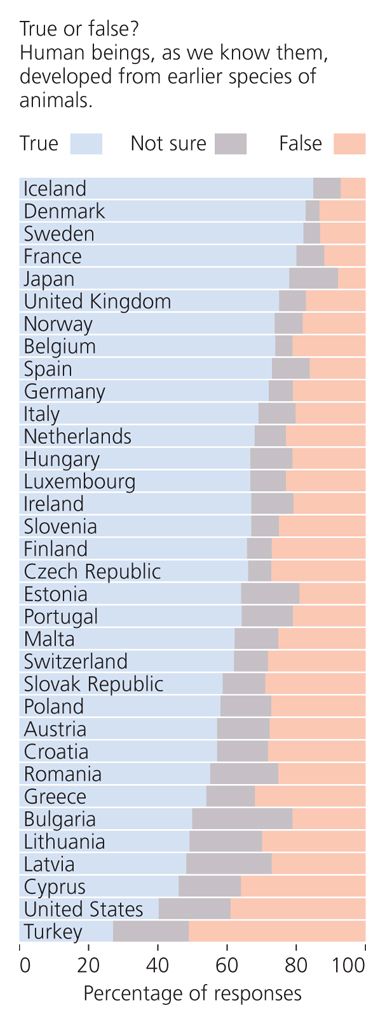 True or false?
Human beings, as we know them,
developed from earlier species of
animals.
True Not sure False
Iceland
Denmark
Sweden
France
Japan
United Kingdom
Norway
Belgium
Spain
Germany
Italy
Netherlands
Hungary
Luxembourg
Ireland
Slovenia
Finland
Czech Republic
Estonia
Portugal
Malta
Switzerland
Slovak Republic
Poland
Austria
Croatia
Romania
Greece
Bulgaria
Lithuania
Latvia
Cyprus
United States
Turkey
0 20 40 60 80 100
Percentage of responses